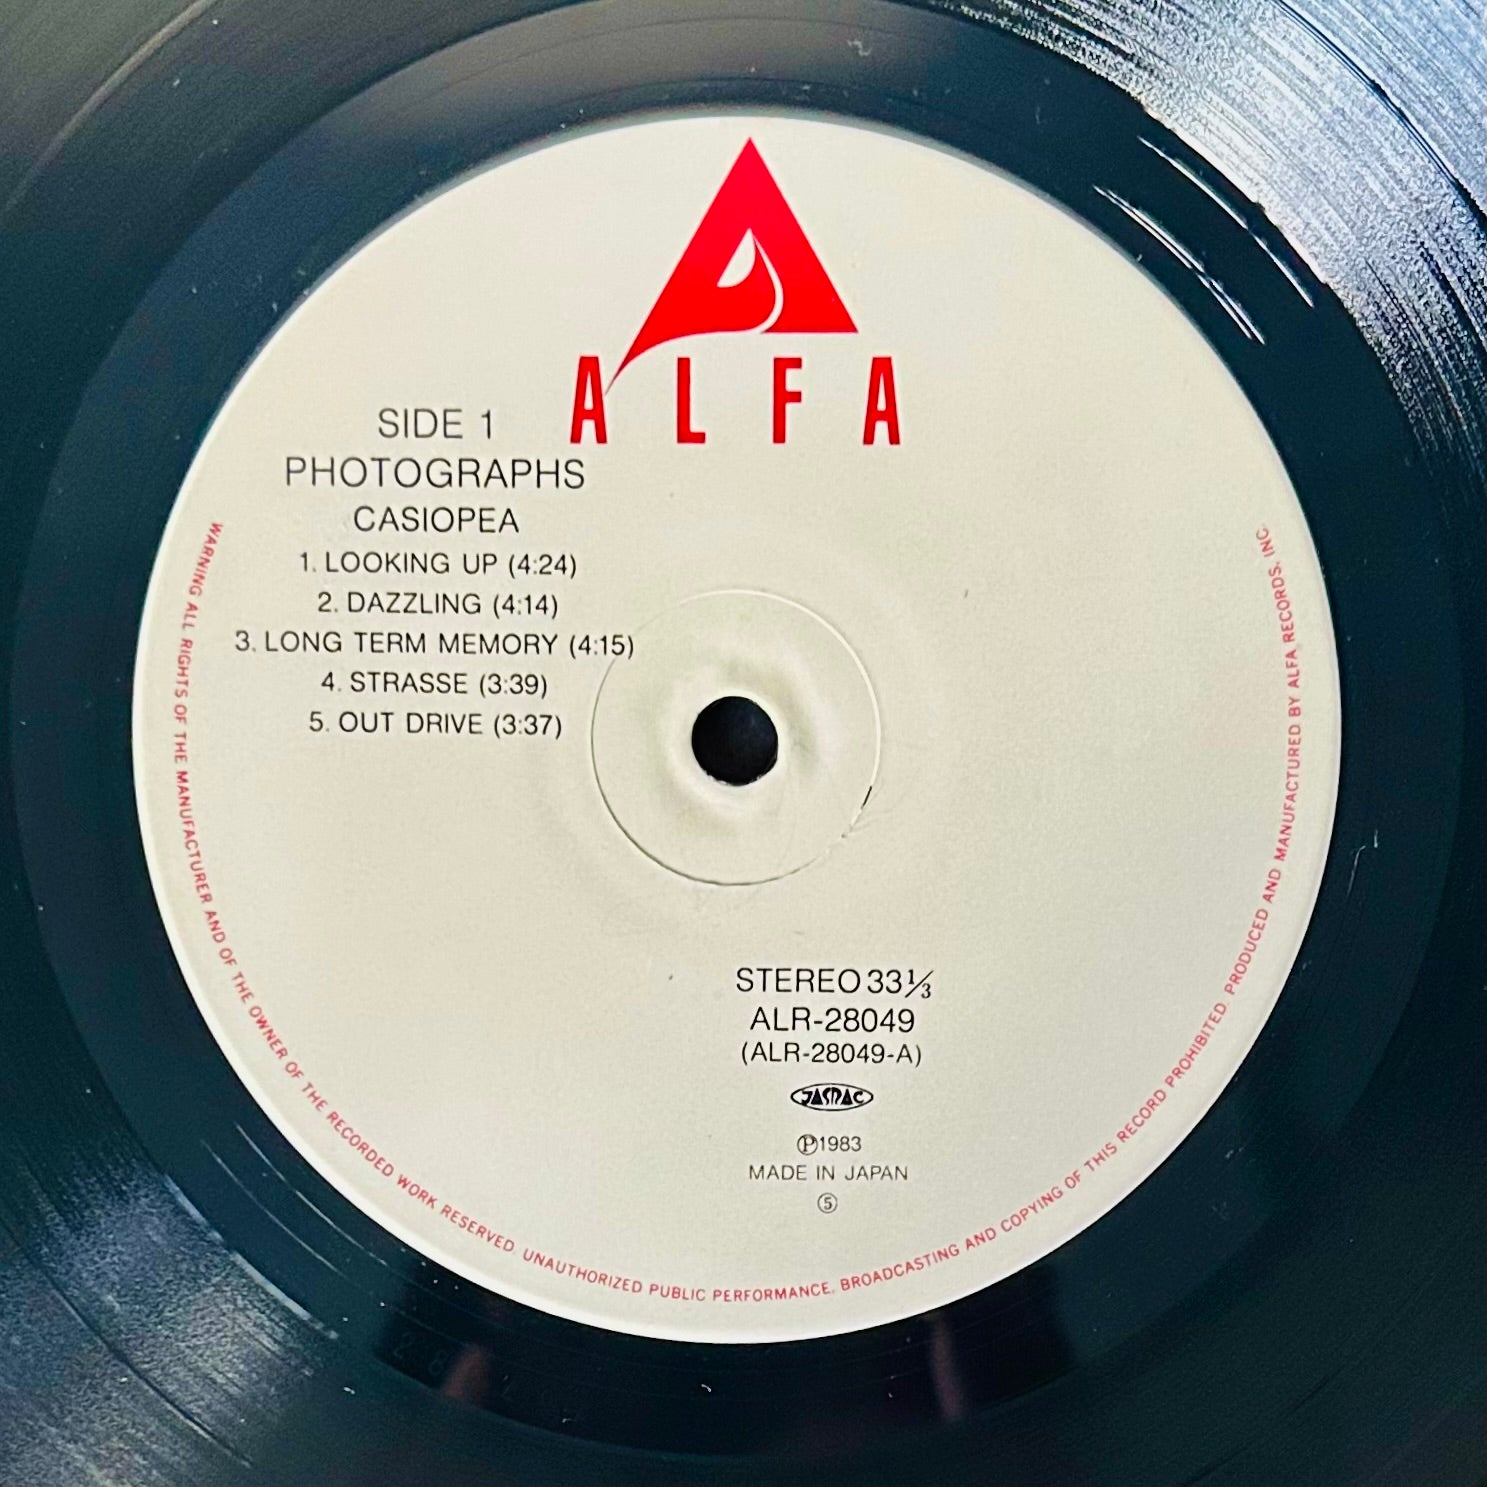 ALFA
SIDE 1
PHOTOGRAPHS
CASIOPEA
1. LOOKING UP (4:24)
2. DAZZLING (4:14)
3. LONG TERM MEMORY (4:15)
4. STRASSE (3:39)
5. OUT DRIVE (3:37)
STEREO 33⅓
ALR-28049
(ALR-28049-A)
JASRAC
Ⓟ1983
MADE IN JAPAN
⑤
WARNING ALL RIGHTS OF THE MANUFACTURER AND OF THE OWNER OF THE RECORDED WORK RESERVED. UNAUTHORIZED PUBLIC PERFORMANCE, BROADCASTING AND COPYING OF THIS RECORD PROHIBITED. PRODUCED AND MANUFACTURED BY ALFA RECORDS, INC.